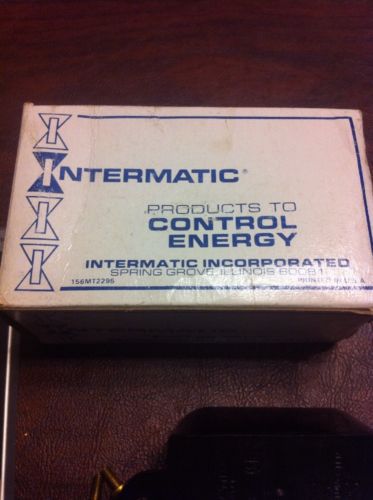 INTERMATIC®
PRODUCTS TO
CONTROL
ENERGY
INTERMATIC INCORPORATED
SPRING GROVE, ILLINOIS 60081
156MT2296 PRINTED IN U.S.A.